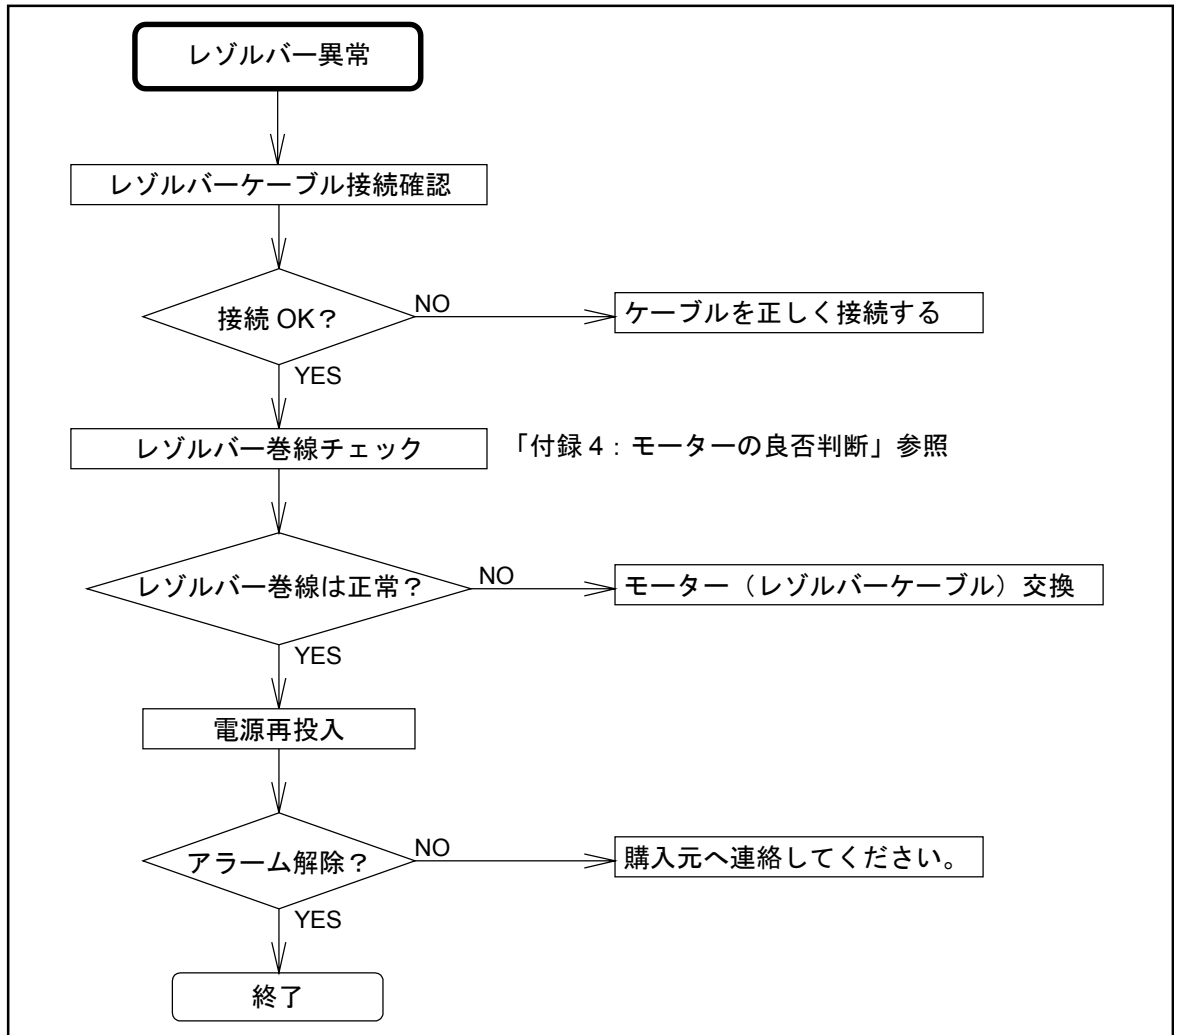 レゾルバー異常
レゾルバーケーブル接続確認
接続 OK？
NO
ケーブルを正しく接続する
YES
レゾルバー巻線チェック
「付録 4：モーターの良否判断」参照
レゾルバー巻線は正常？
NO
モーター（レゾルバーケーブル）交換
YES
電源再投入
アラーム解除？
NO
購入元へ連絡してください。
YES
終了